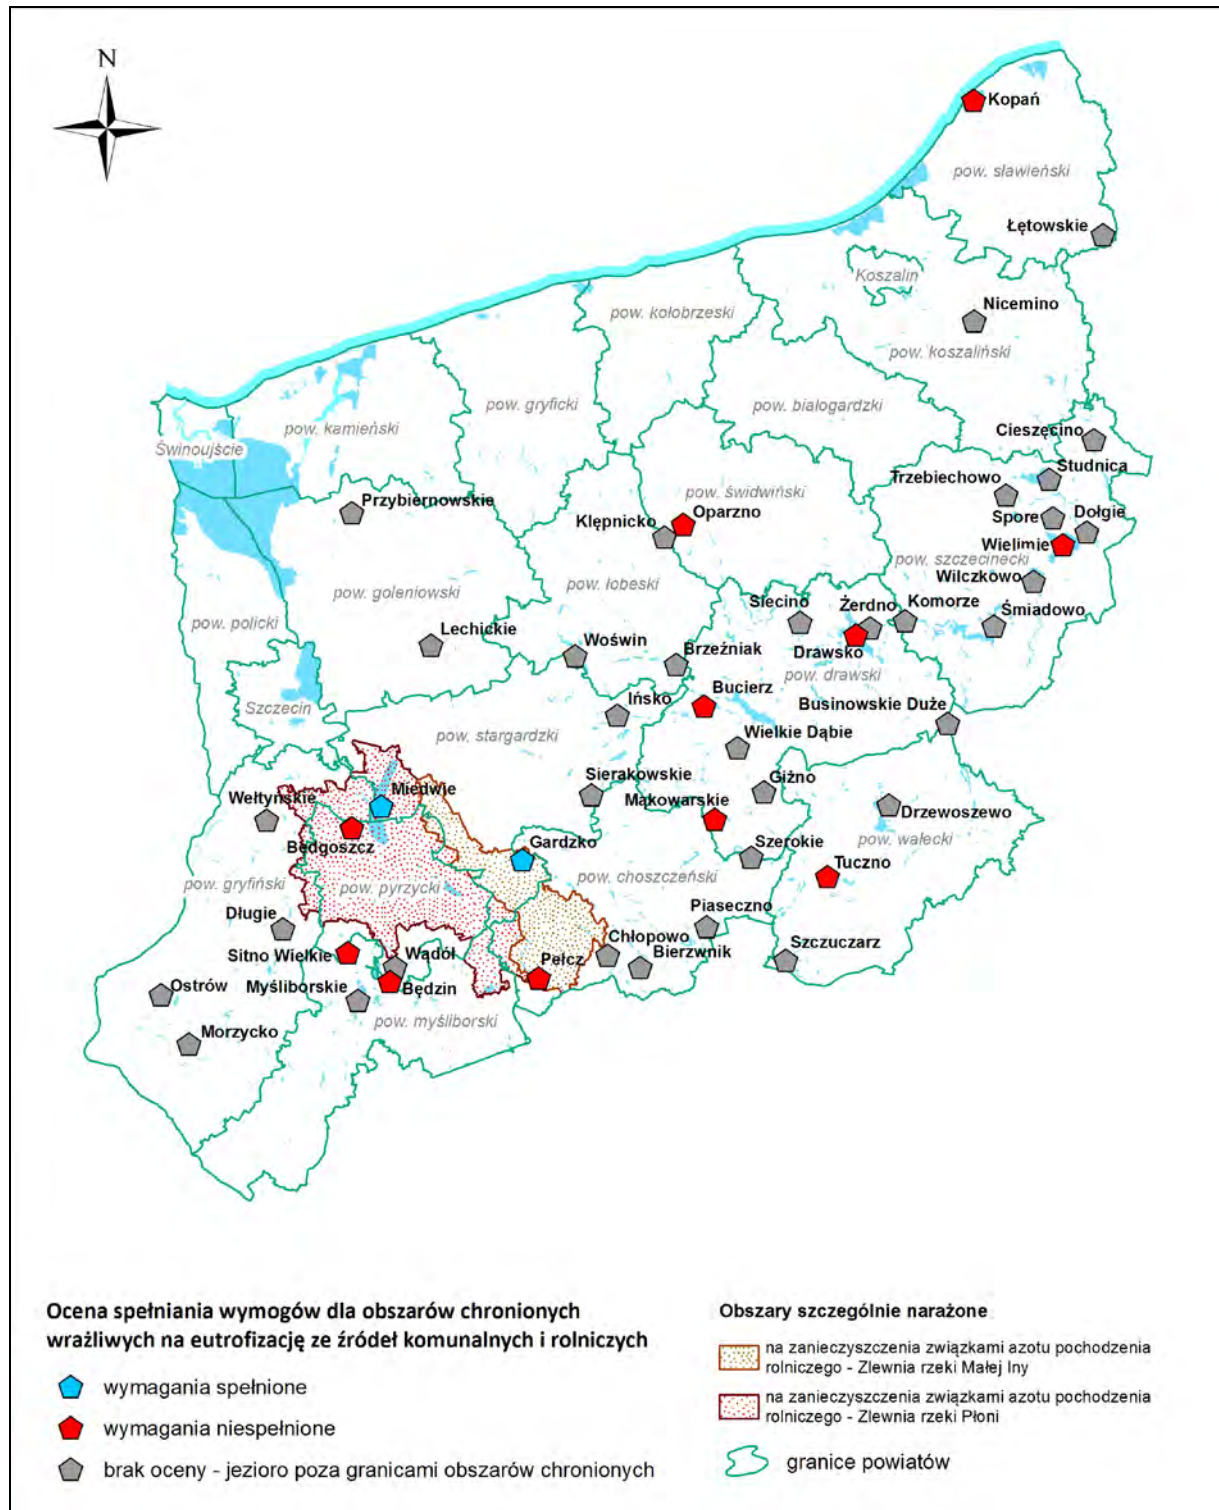 N
Kopań
pow. sławieński
Łętowskie
Koszalin
Nicemino
pow. kołobrzeski
pow. koszaliński
pow. gryficki
pow. białogardzki
pow. kamieński
Świnoujście
Cieszęcino
Studnica
Trzebiechowo
Przybiernowskie
pow. świdwiński
Oparzno
Klępnicko
Spore
Dołgie
Wielimie
pow. szczecinecki
Wilczkowo
pow. goleniowski
pow. łobeski
Siecino
Żerdno
Komorze
Śmiadowo
pow. policki
Lechickie
Woświn
Brzeźniak
Drawsko
pow. drawski
Bucierz
Businowskie Duże
Ińsko
Szczecin
pow. stargardzki
Wielkie Dąbie
Sierakowskie
Giżno
Wełtyńskie
Miedwie
Mąkowarskie
Drzewoszewo
Będgoszcz
Gardzko
Szerokie
pow. wałecki
pow. gryfiński
pow. pyrzycki
pow. choszczeński
Tuczno
Długie
Piaseczno
Sitno Wielkie
Wądół
Chłopowo
Bierzwnik
Szczuczarz
Pełcz
Ostrów
Myśliborskie
Będzin
pow. myśliborski
Morzycko
Ocena spełniania wymogów dla obszarów chronionych
wrażliwych na eutrofizację ze źródeł komunalnych i rolniczych
wymagania spełnione
wymagania niespełnione
brak oceny - jezioro poza granicami obszarów chronionych
Obszary szczególnie narażone
na zanieczyszczenia związkami azotu pochodzenia
rolniczego - Zlewnia rzeki Małej Iny
na zanieczyszczenia związkami azotu pochodzenia
rolniczego - Zlewnia rzeki Płoni
granice powiatów